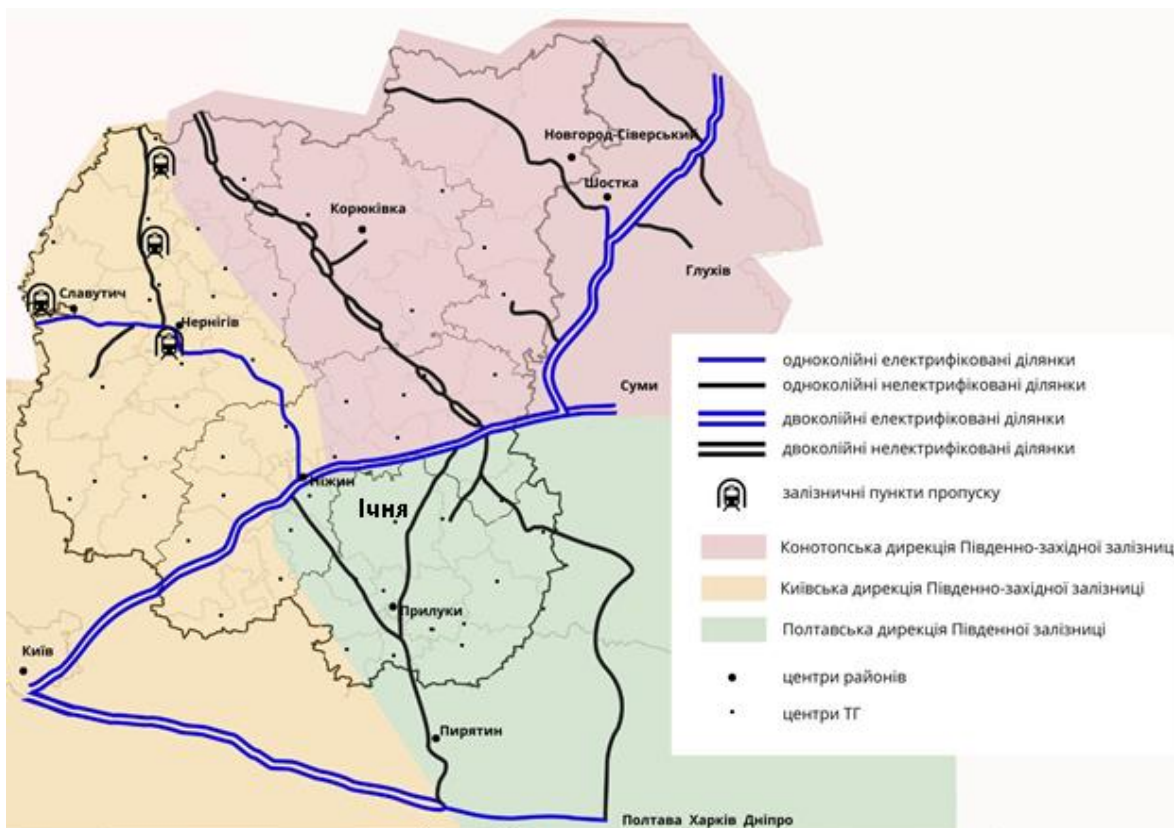 Новгород-Сіверський
Шостка
Корюківка
Глухів
Славутич
Чернігів
Суми
Ніжин
Ічня
Прилуки
Київ
Пирятин
Полтава Харків Дніпро
одноколійні електрифіковані ділянки
одноколійні нелектрифіковані ділянки
двоколійні електрифіковані ділянки
двоколійні нелектрифіковані ділянки
залізничні пункти пропуску
Конотопська дирекція Південно-західної залізниц
Київська дирекція Південно-західної залізниці
Полтавська дирекція Південної залізниці
центри районів
центри ТГ